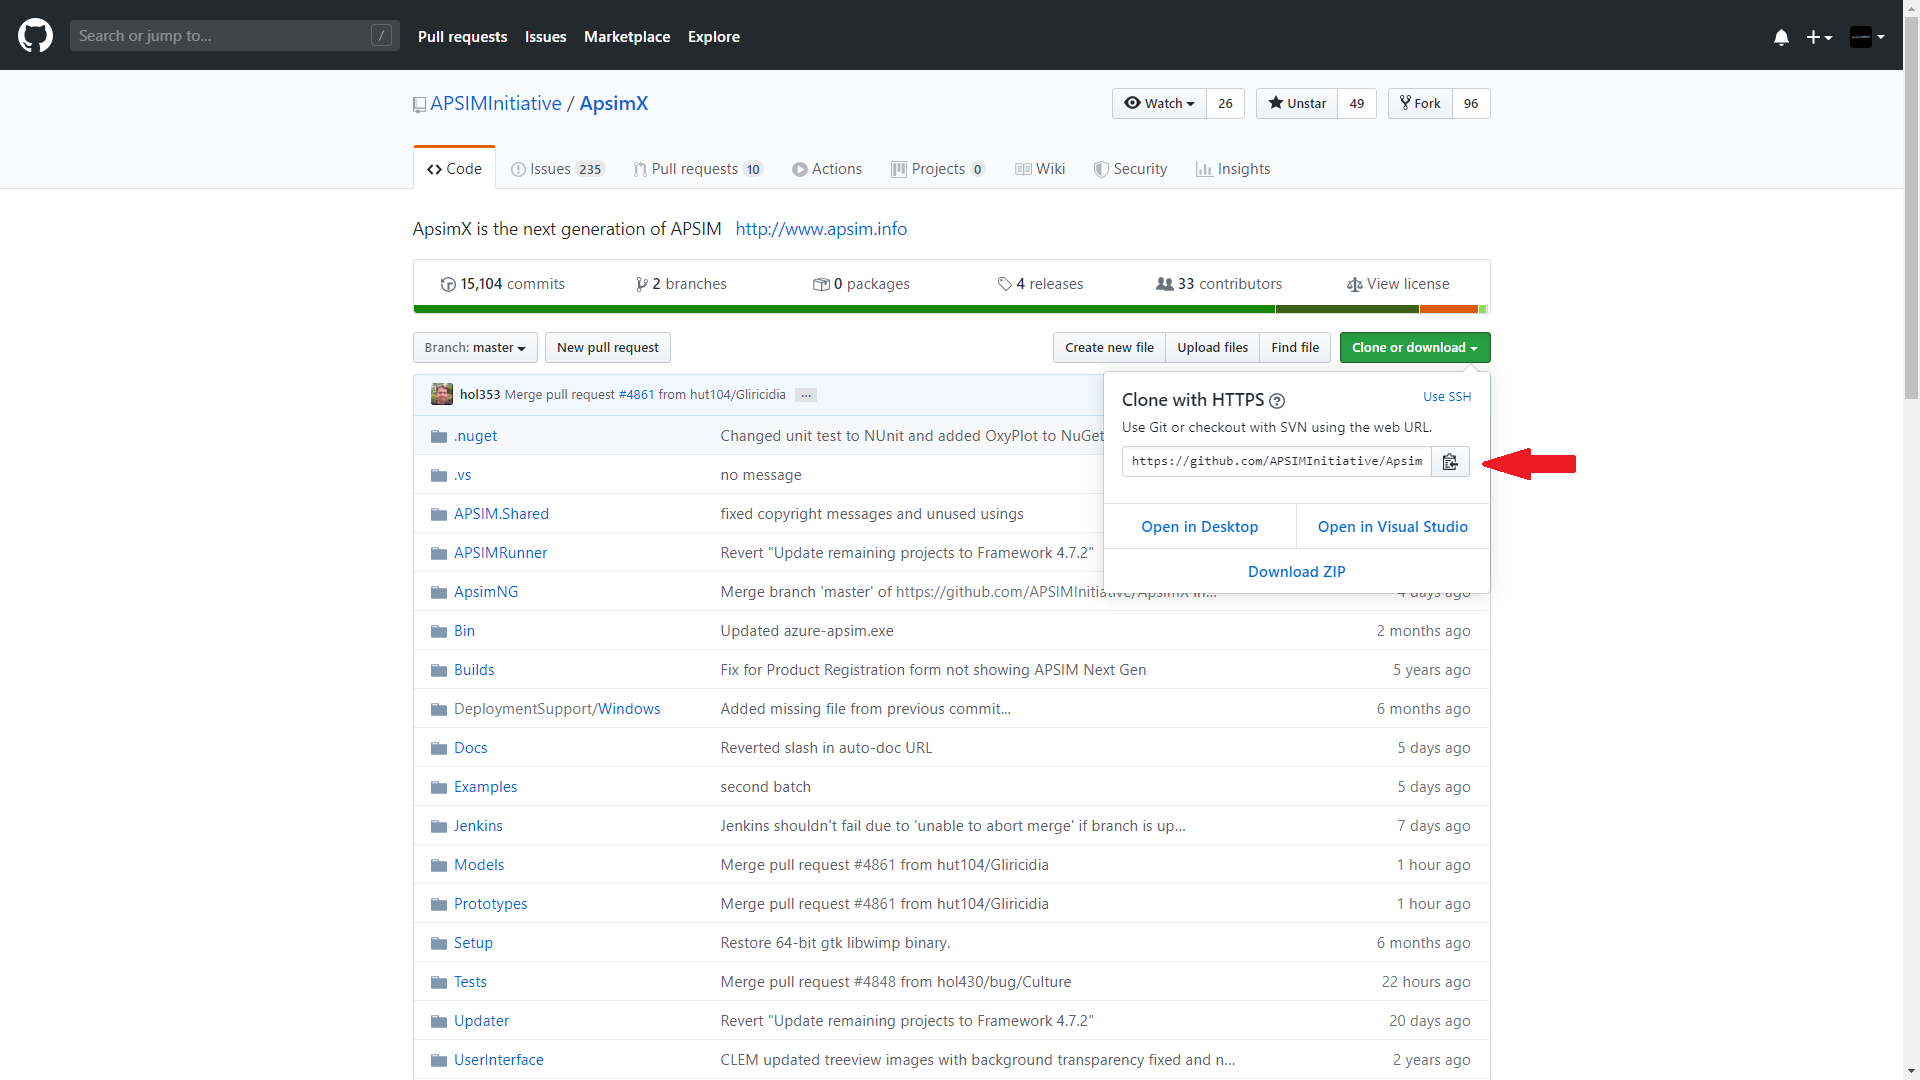 Search or jump to... / Pull requests Issues Marketplace Explore
APSIMInitiative / ApsimX Watch 26 Unstar 49 Fork 96
Code Issues 235 Pull requests 10 Actions Projects 0 Wiki Security Insights
ApsimX is the next generation of APSIM http://www.apsim.info
15,104 commits 2 branches 0 packages 4 releases 33 contributors View license
Branch: master New pull request Create new file Upload files Find file Clone or download
hol353 Merge pull request #4861 from hut104/Gliricidia ...
Clone with HTTPS Use SSH
Use Git or checkout with SVN using the web URL.
https://github.com/APSIMInitiative/Apsim
Open in Desktop Open in Visual Studio
Download ZIP
.nuget Changed unit test to NUnit and added OxyPlot to NuGet
.vs no message
APSIM.Shared fixed copyright messages and unused usings
APSIMRunner Revert "Update remaining projects to Framework 4.7.2"
ApsimNG Merge branch 'master' of https://github.com/APSIMInitiative/ApsimX in... 4 days ago
Bin Updated azure-apsim.exe 2 months ago
Builds Fix for Product Registration form not showing APSIM Next Gen 5 years ago
DeploymentSupport/Windows Added missing file from previous commit... 6 months ago
Docs Reverted slash in auto-doc URL 5 days ago
Examples second batch 5 days ago
Jenkins Jenkins shouldn't fail due to 'unable to abort merge' if branch is up... 7 days ago
Models Merge pull request #4861 from hut104/Gliricidia 1 hour ago
Prototypes Merge pull request #4861 from hut104/Gliricidia 1 hour ago
Setup Restore 64-bit gtk libwimp binary. 6 months ago
Tests Merge pull request #4848 from hol430/bug/Culture 22 hours ago
Updater Revert "Update remaining projects to Framework 4.7.2" 20 days ago
UserInterface CLEM updated treeview images with background transparency fixed and n... 2 years ago